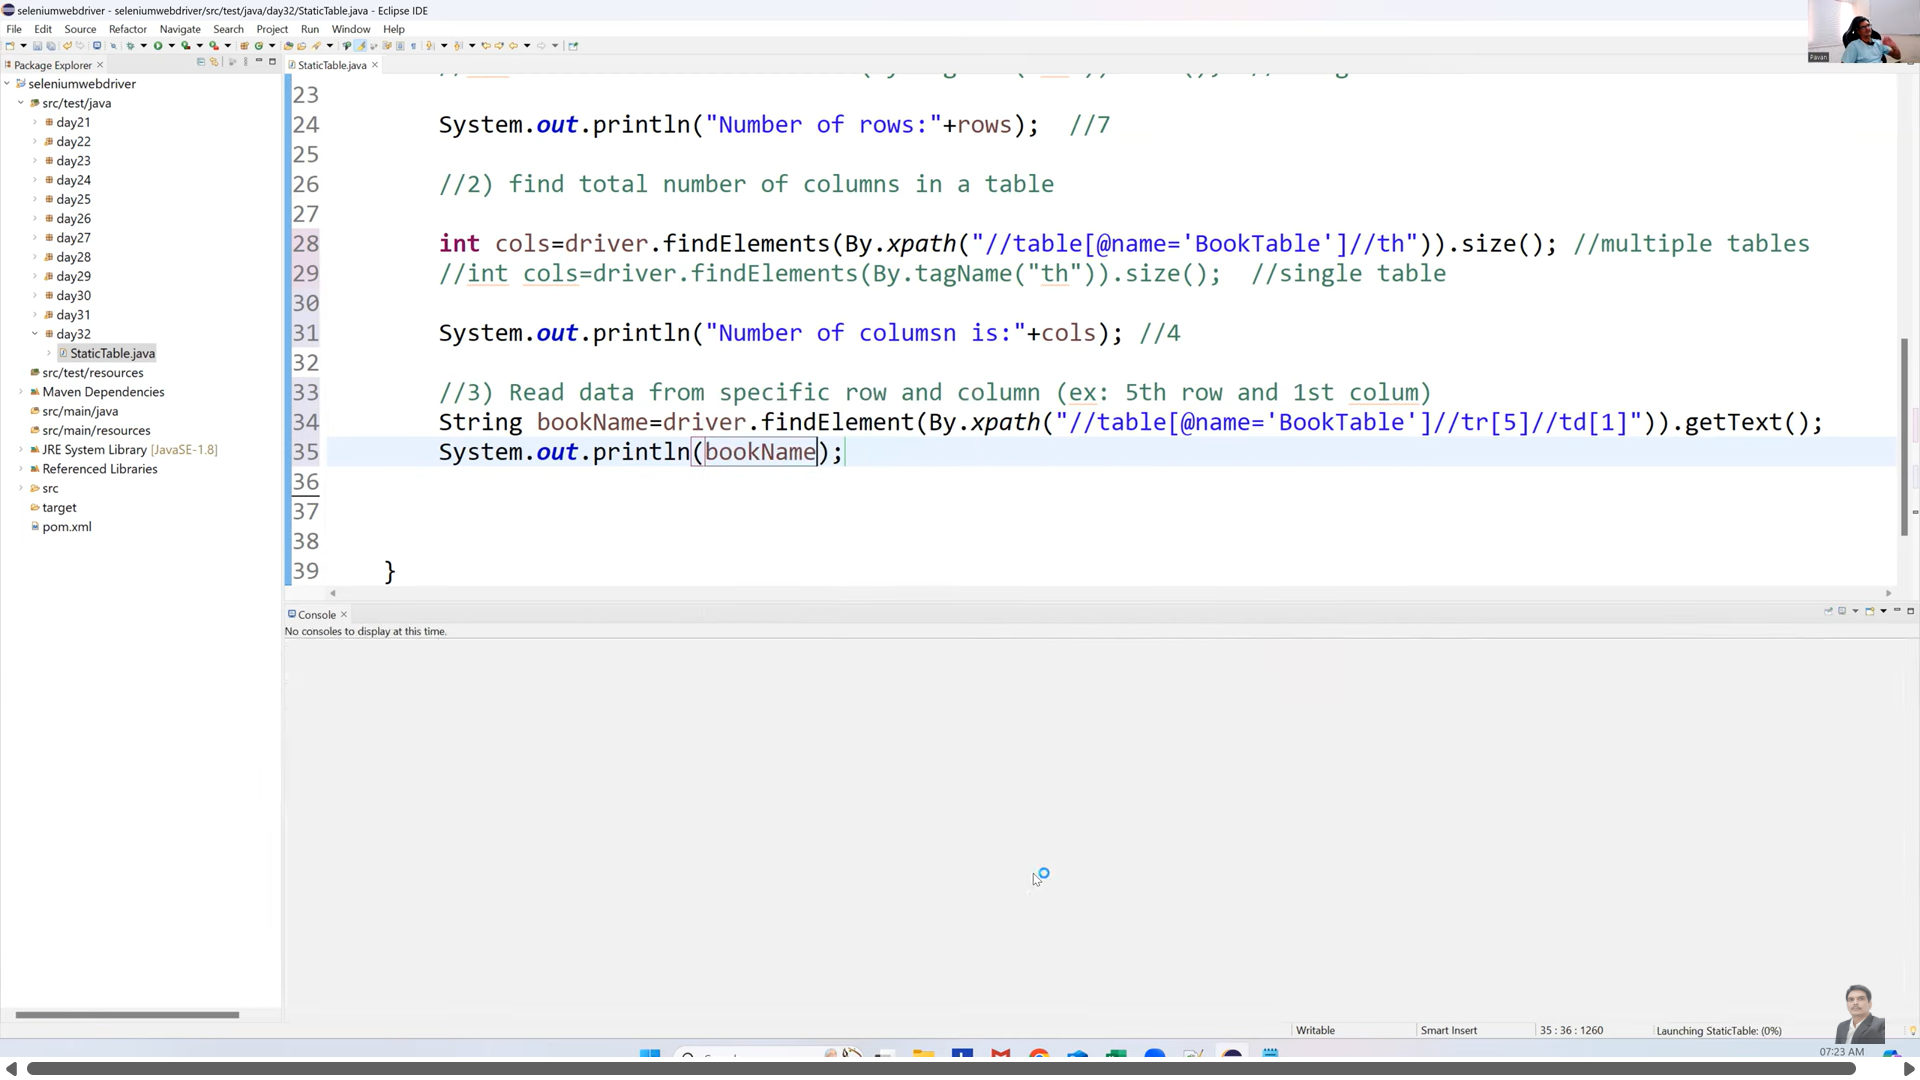 seleniumwebdriver - seleniumwebdriver/src/test/java/day32/StaticTable.java - Eclipse IDE
File Edit Source Refactor Navigate Search Project Run Window Help
Pavan
Package Explorer
StaticTable.java
seleniumwebdriver
src/test/java
day21
day22
day23
day24
day25
day26
day27
day28
day29
day30
day31
day32
StaticTable.java
src/test/resources
Maven Dependencies
src/main/java
src/main/resources
JRE System Library [JavaSE-1.8]
Referenced Libraries
src
target
pom.xml
23
24 System.out.println("Number of rows:"+rows); //7
25
26 //2) find total number of columns in a table
27
28 int cols=driver.findElements(By.xpath("//table[@name='BookTable']//th")).size(); //multiple tables
29 //int cols=driver.findElements(By.tagName("th")).size(); //single table
30
31 System.out.println("Number of columsn is:"+cols); //4
32
33 //3) Read data from specific row and column (ex: 5th row and 1st colum)
34 String bookName=driver.findElement(By.xpath("//table[@name='BookTable']//tr[5]//td[1]")).getText();
35 System.out.println(bookName);
36
37
38
39 }
Console
No consoles to display at this time.
Writable Smart Insert 35 : 36 : 1260 Launching StaticTable: (0%)
07:23 AM